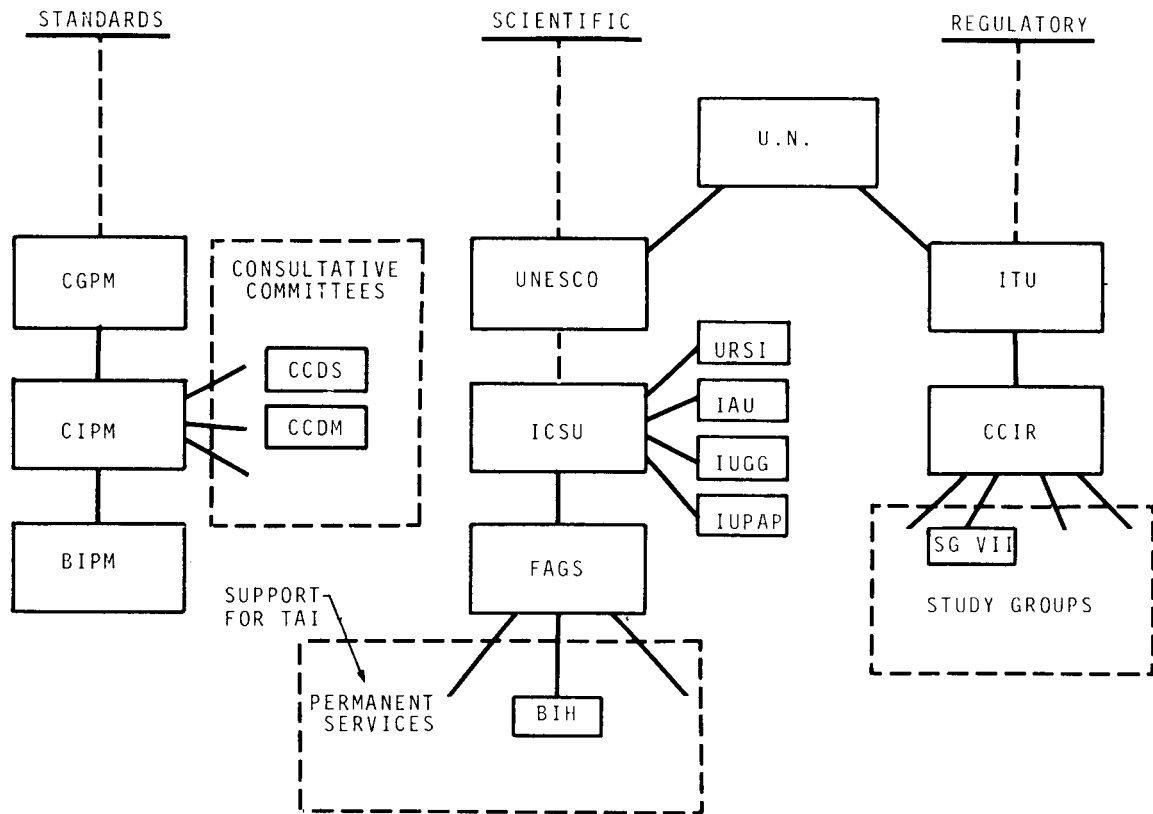 STANDARDS
SCIENTIFIC
REGULATORY
U.N.
CGPM
CONSULTATIVE
COMMITTEES
UNESCO
ITU
CCDS
URSI
CIPM
CCDM
ICSU
IAU
CCIR
IUGG
IUPAP
BIPM
FAGS
SG VII
STUDY GROUPS
SUPPORT
FOR TAI
PERMANENT
SERVICES
BIH